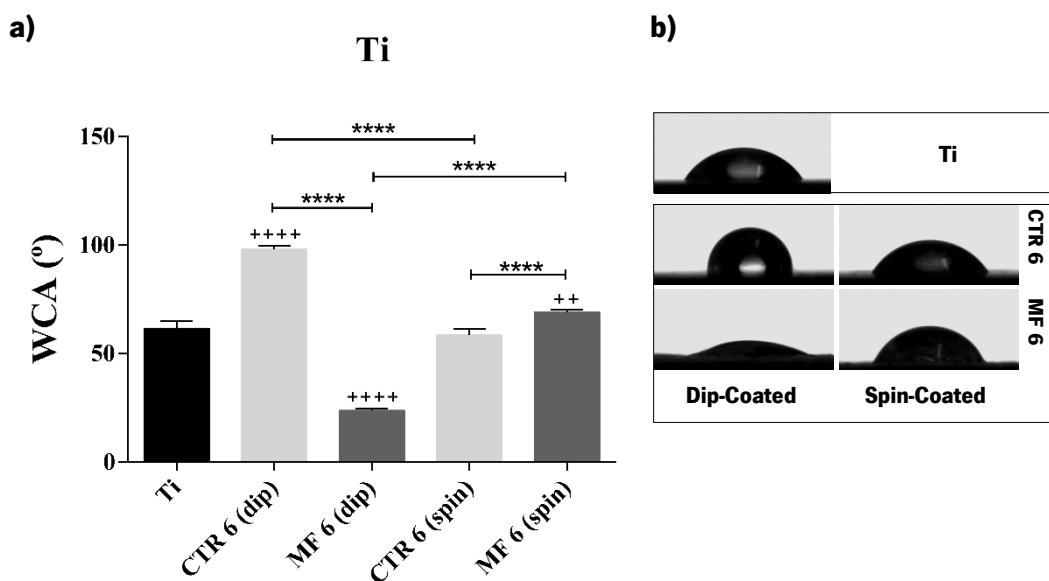 a)
Ti
WCA (º)
150
100
50
0
****
****
****
****
++++
++++
++
Ti
CTR 6 (dip)
MF 6 (dip)
CTR 6 (spin)
MF 6 (spin)
b)
Ti
CTR 6
MF 6
Dip-Coated
Spin-Coated